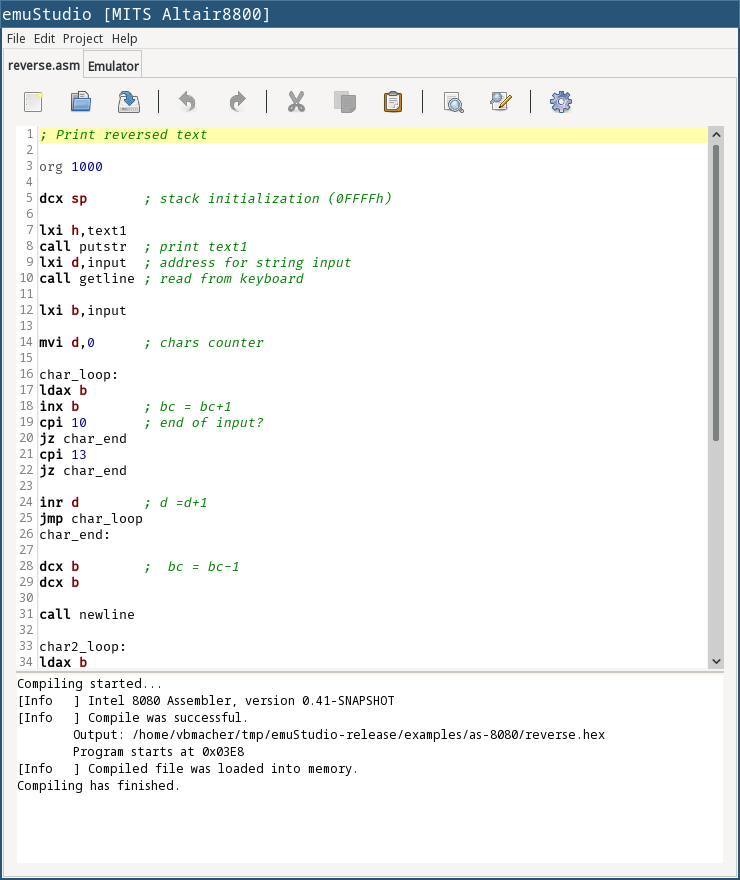 emuStudio [MITS Altair8800]
File Edit Project Help
reverse.asm Emulator
1 ; Print reversed text
2
3 org 1000
4
5 dcx sp ; stack initialization (0FFFFh)
6
7 lxi h,text1
8 call putstr ; print text1
9 lxi d,input ; address for string input
10 call getline ; read from keyboard
11
12 lxi b,input
13
14 mvi d,0 ; chars counter
15
16 char_loop:
17 ldax b
18 inx b ; bc = bc+1
19 cpi 10 ; end of input?
20 jz char_end
21 cpi 13
22 jz char_end
23
24 inr d ; d =d+1
25 jmp char_loop
26 char_end:
27
28 dcx b ;  bc = bc-1
29 dcx b
30
31 call newline
32
33 char2_loop:
34 ldax b
Compiling started...
[Info   ] Intel 8080 Assembler, version 0.41-SNAPSHOT
[Info   ] Compile was successful.
Output: /home/vbmacher/tmp/emuStudio-release/examples/as-8080/reverse.hex
Program starts at 0x03E8
[Info   ] Compiled file was loaded into memory.
Compiling has finished.